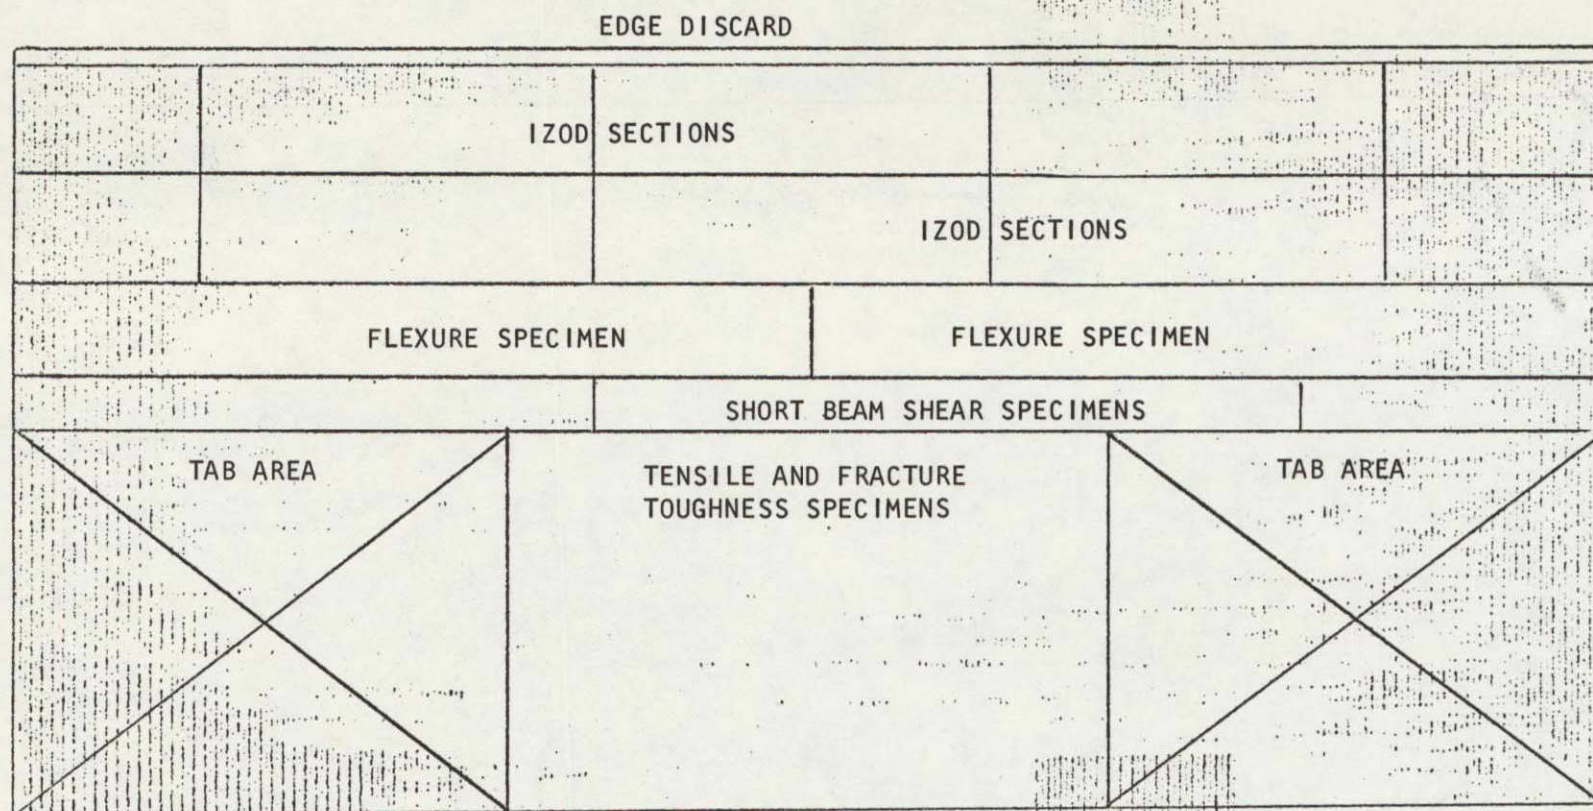 EDGE DISCARD
IZOD SECTIONS
IZOD SECTIONS
FLEXURE SPECIMEN
FLEXURE SPECIMEN
SHORT BEAM SHEAR SPECIMENS
TAB AREA
TENSILE AND FRACTURE
TOUGHNESS SPECIMENS
TAB AREA